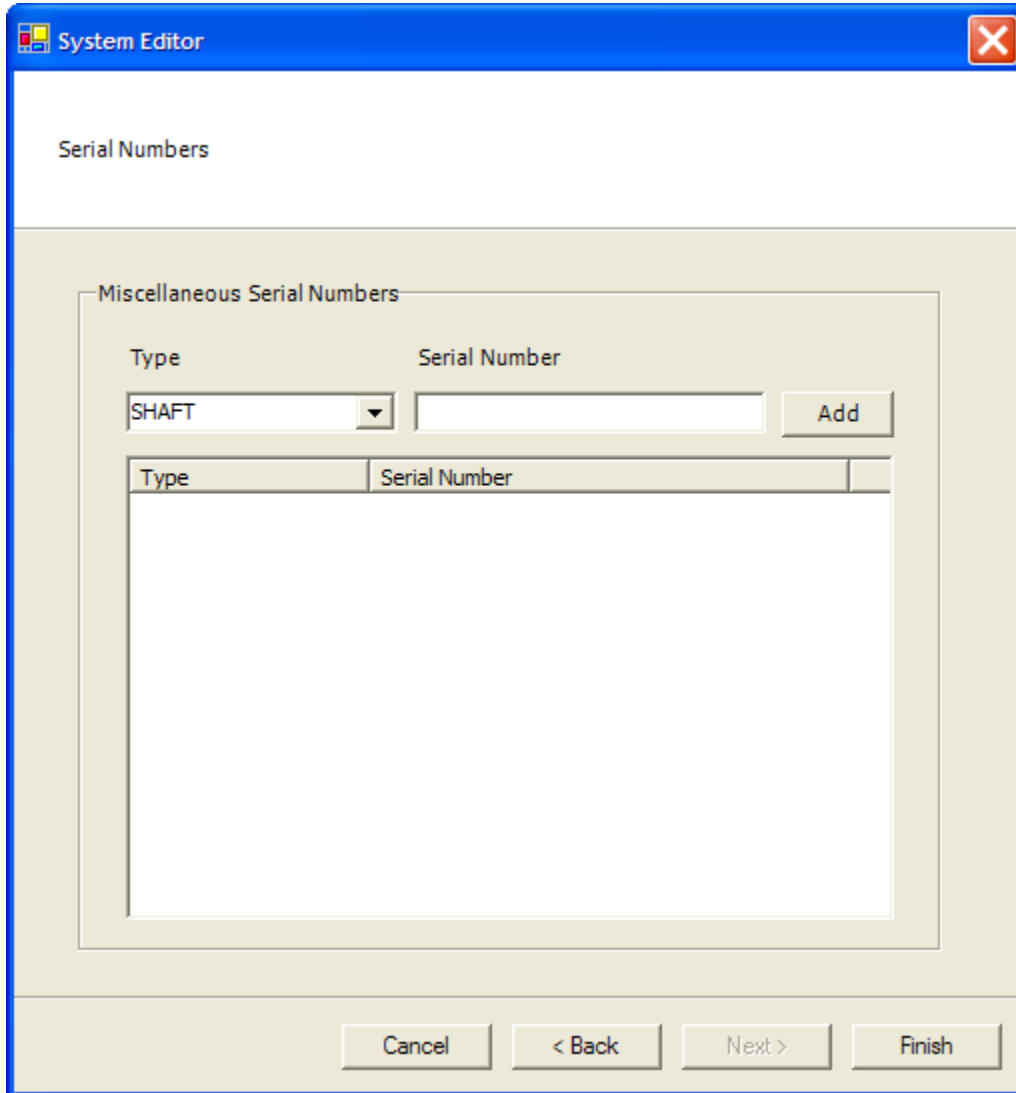 System Editor
Serial Numbers
Miscellaneous Serial Numbers
Type Serial Number
SHAFT Add
Type Serial Number
Cancel < Back Next > Finish